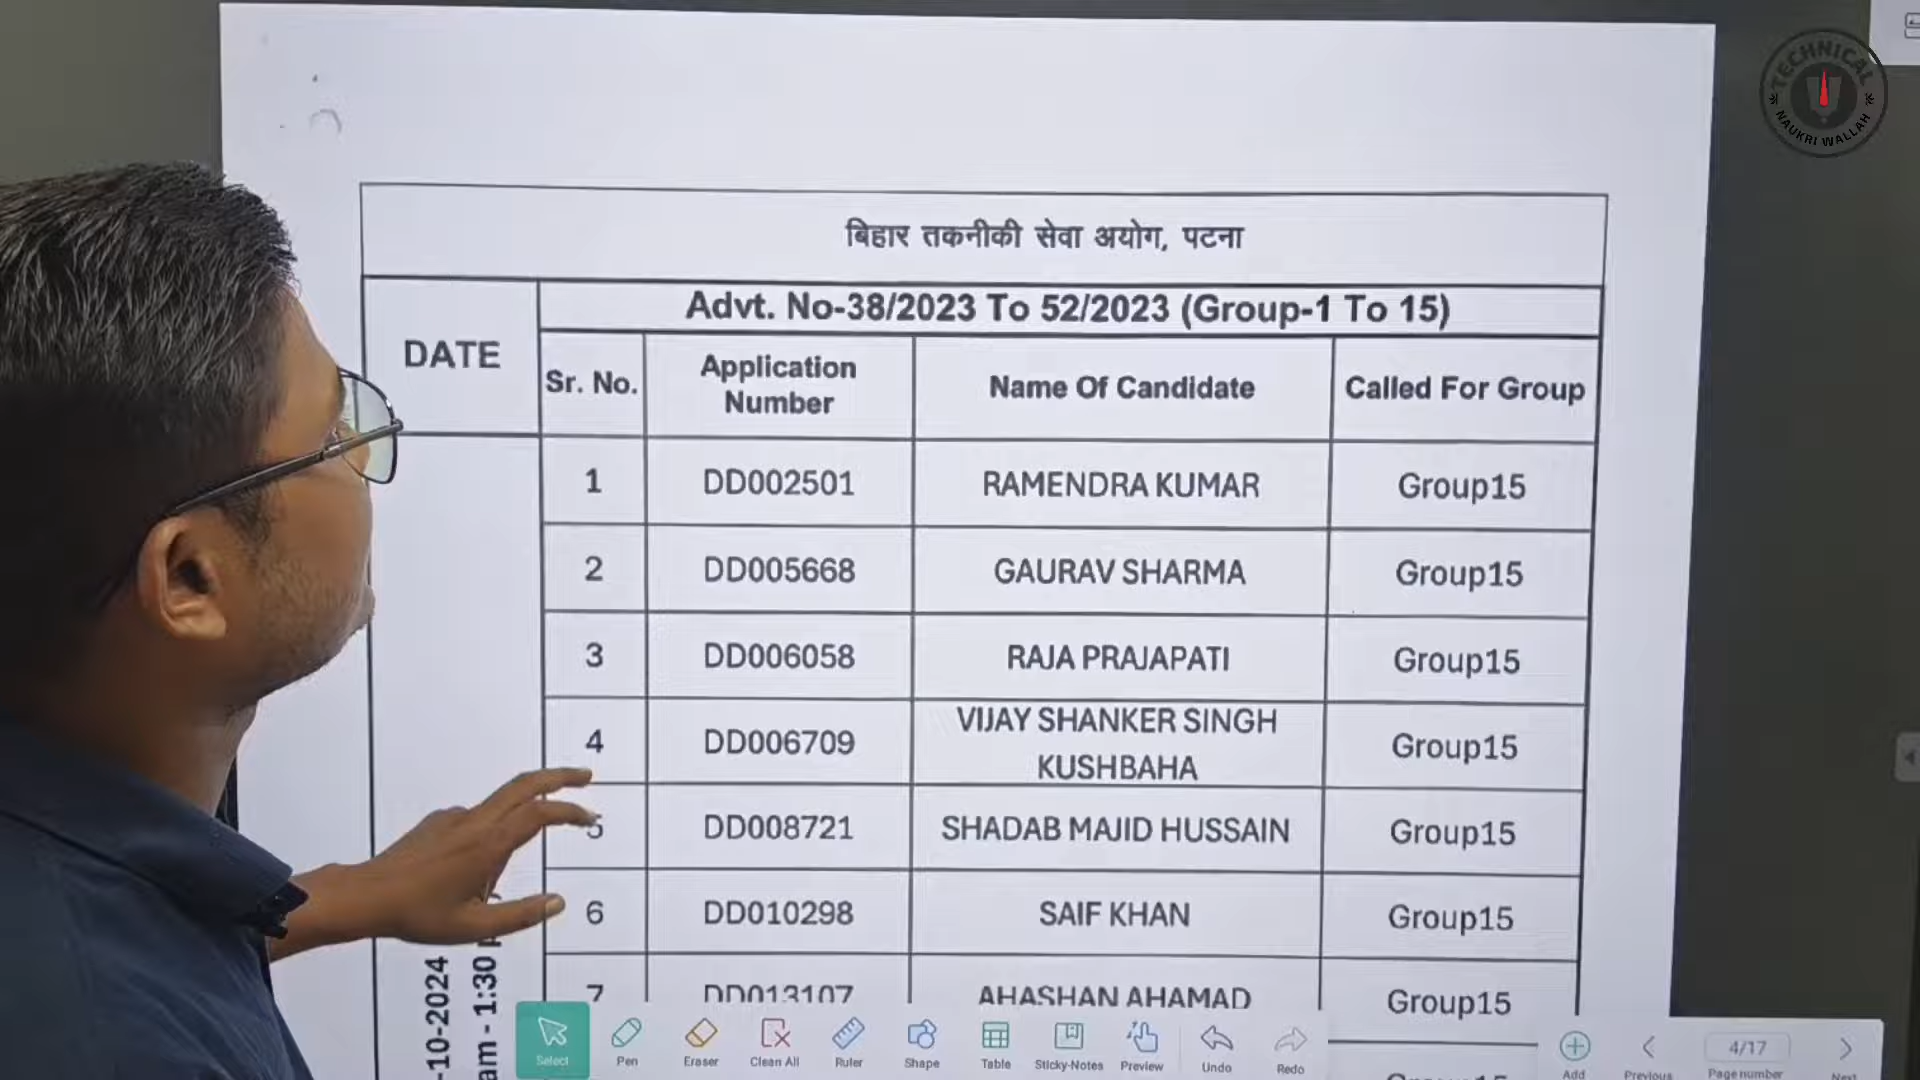 TECHNICAL
NAUKRI WALLAH
बिहार तकनीकी सेवा अयोग, पटना
DATE
Advt. No-38/2023 To 52/2023 (Group-1 To 15)
Sr. No. Application Number Name Of Candidate Called For Group
1 DD002501 RAMENDRA KUMAR Group15
2 DD005668 GAURAV SHARMA Group15
3 DD006058 RAJA PRAJAPATI Group15
4 DD006709 VIJAY SHANKER SINGH KUSHBAHA Group15
5 DD008721 SHADAB MAJID HUSSAIN Group15
6 DD010298 SAIF KHAN Group15
7 DD013107 AHASHAN AHAMAD Group15
-10-2024
am - 1:30
Select Pen Eraser Clean All Ruler Shape Table Sticky-Notes Preview Undo Redo
Add Previous 4/17 Page number Next